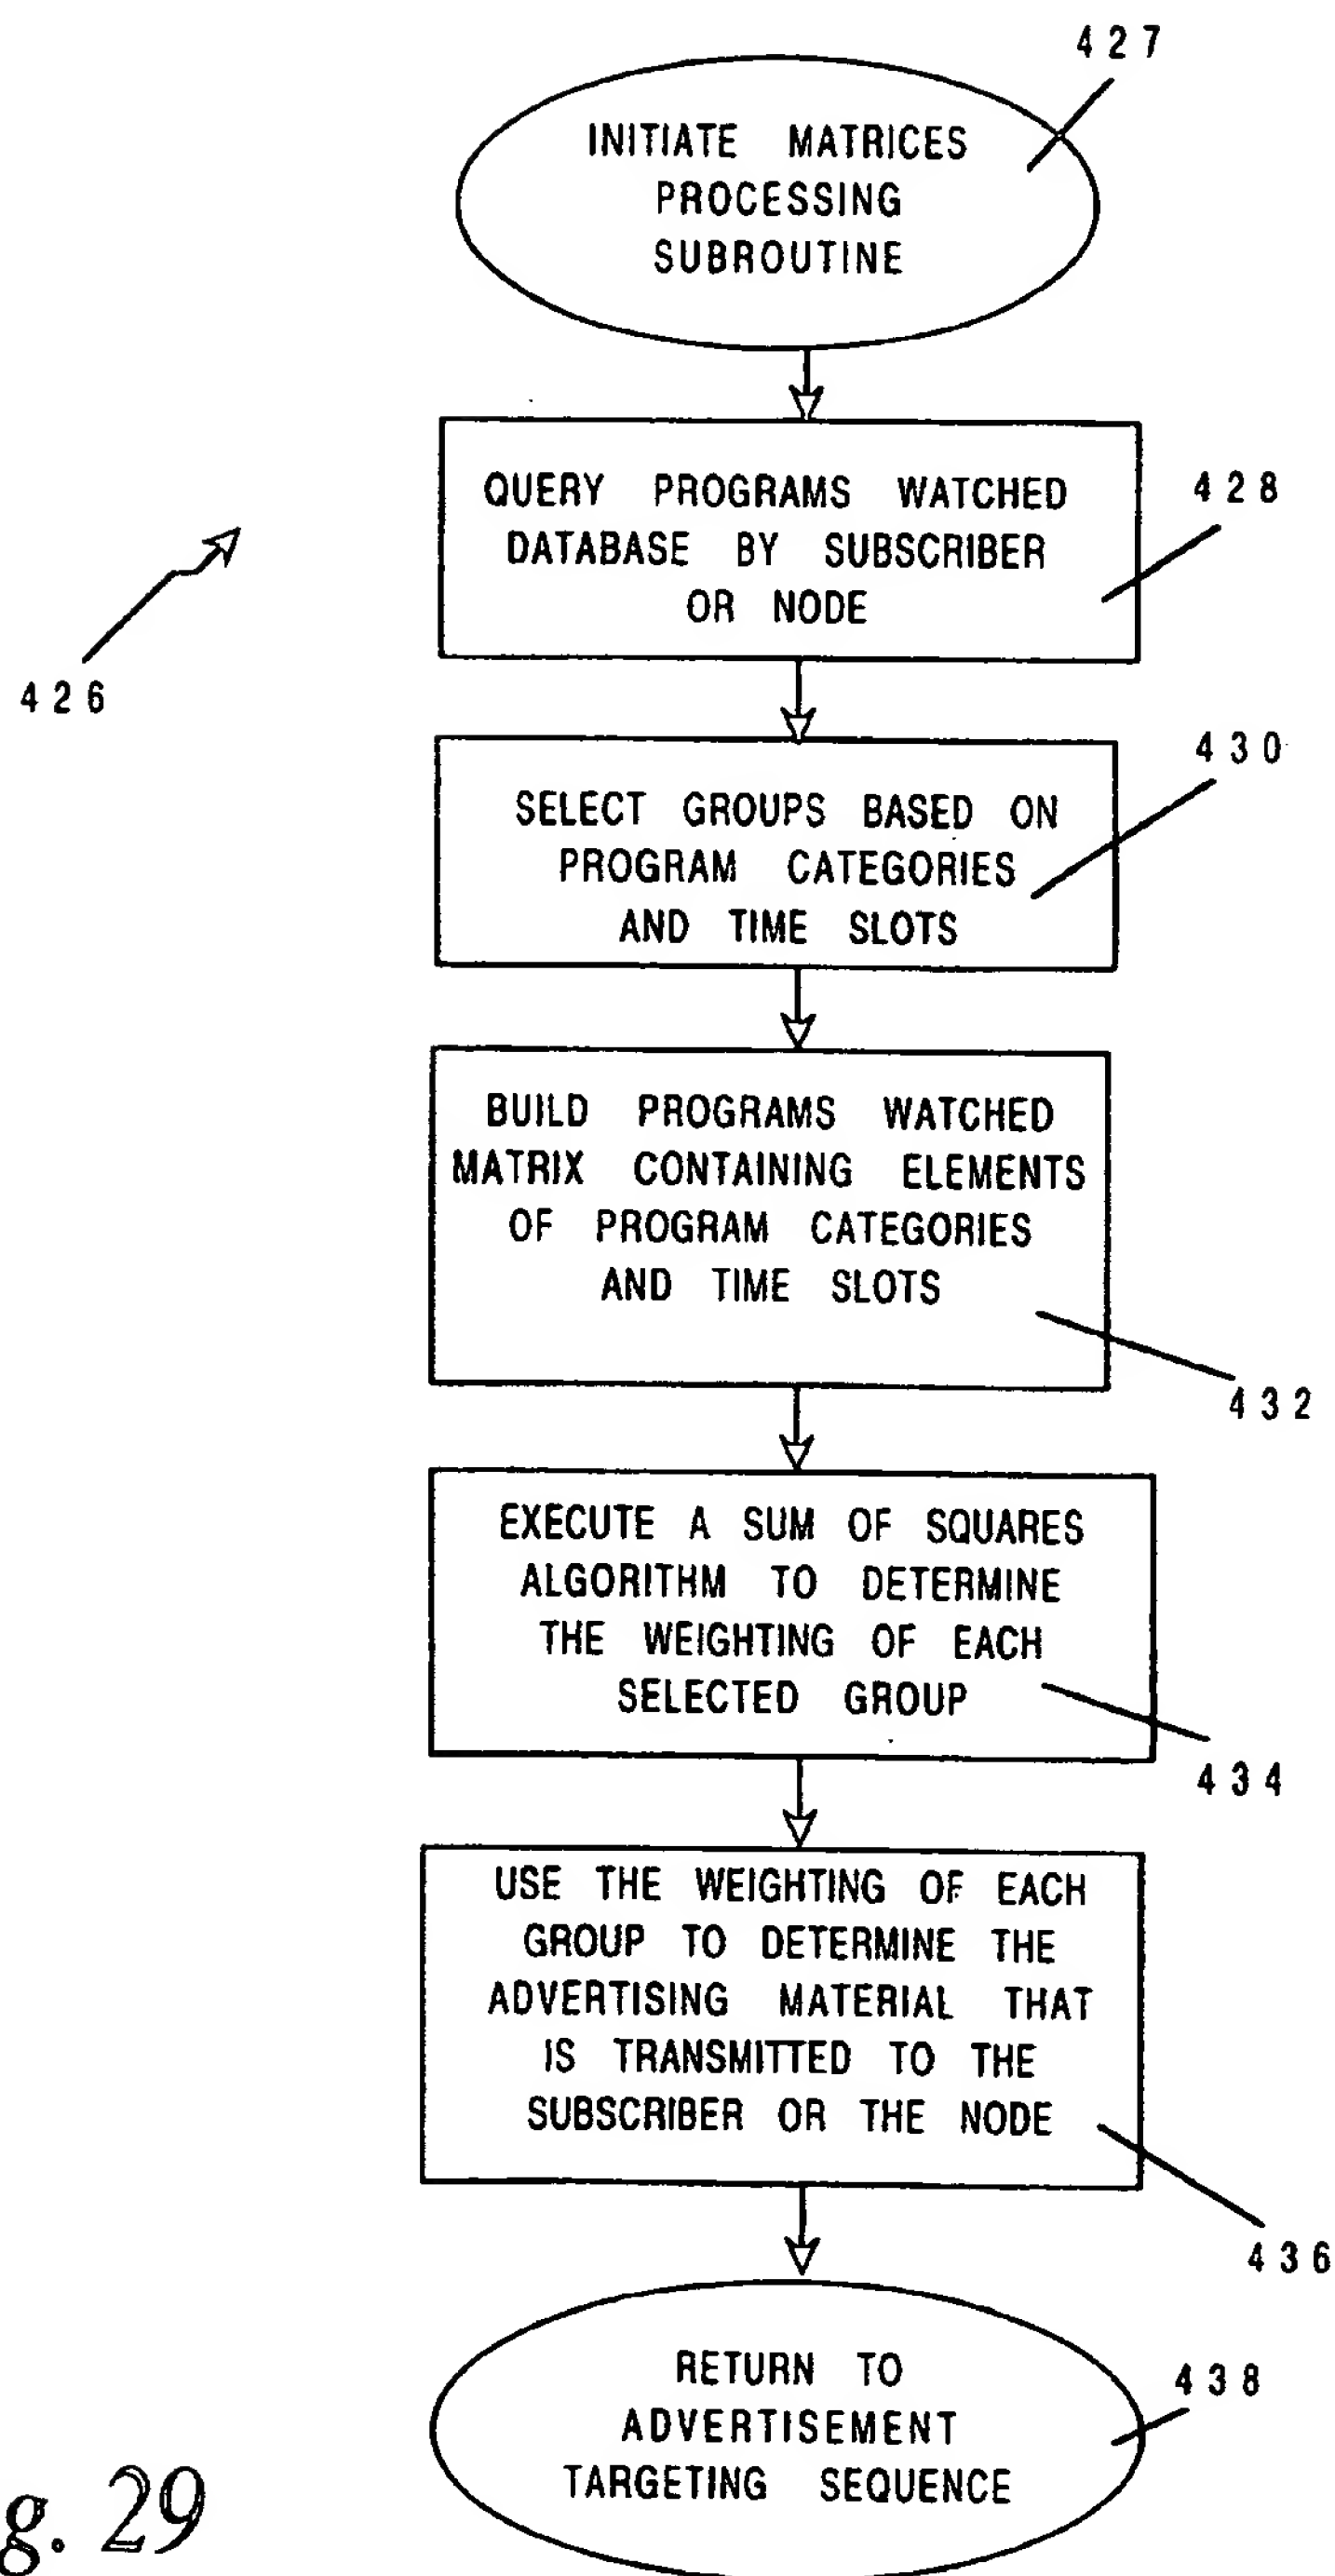 427
INITIATE MATRICES
PROCESSING
SUBROUTINE
QUERY PROGRAMS WATCHED
DATABASE BY SUBSCRIBER
OR NODE
428
426
SELECT GROUPS BASED ON
PROGRAM CATEGORIES
AND TIME SLOTS
430
BUILD PROGRAMS WATCHED
MATRIX CONTAINING ELEMENTS
OF PROGRAM CATEGORIES
AND TIME SLOTS
432
EXECUTE A SUM OF SQUARES
ALGORITHM TO DETERMINE
THE WEIGHTING OF EACH
SELECTED GROUP
434
USE THE WEIGHTING OF EACH
GROUP TO DETERMINE THE
ADVERTISING MATERIAL THAT
IS TRANSMITTED TO THE
SUBSCRIBER OR THE NODE
436
RETURN TO
ADVERTISEMENT
TARGETING SEQUENCE
438
g. 29